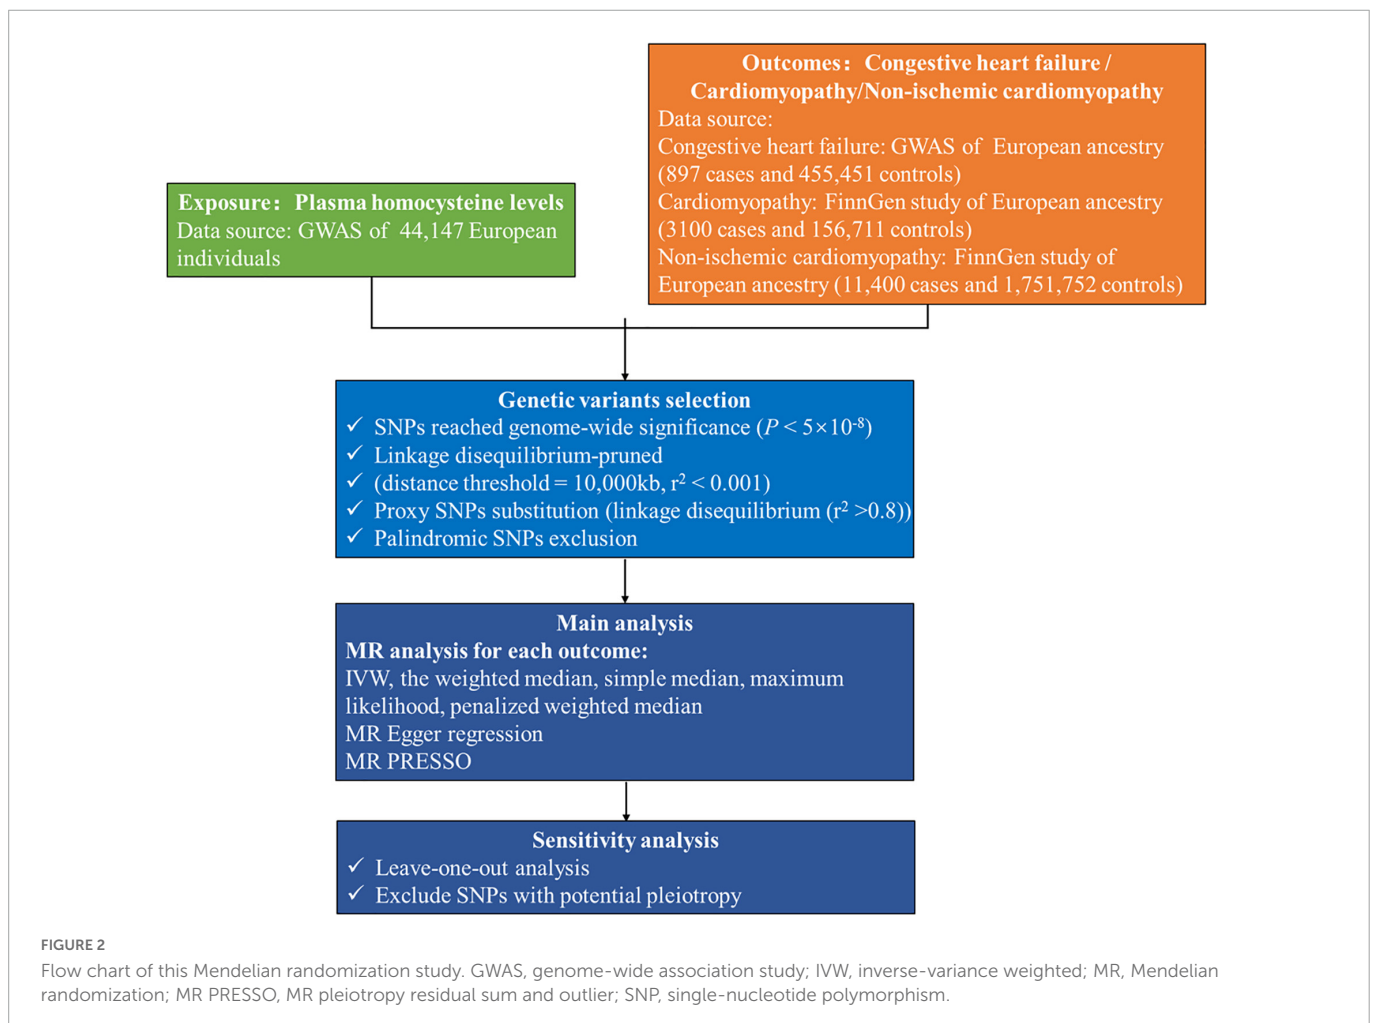 Outcomes: Congestive heart failure /
Cardiomyopathy/Non-ischemic cardiomyopathy
Data source:
Congestive heart failure: GWAS of European ancestry
(897 cases and 455,451 controls)
Cardiomyopathy: FinnGen study of European ancestry
(3100 cases and 156,711 controls)
Non-ischemic cardiomyopathy: FinnGen study of
European ancestry (11,400 cases and 1,751,752 controls)
Exposure: Plasma homocysteine levels
Data source: GWAS of 44,147 European
individuals
Genetic variants selection
✓ SNPs reached genome-wide significance (P < 5×10⁻⁸)
✓ Linkage disequilibrium-pruned
✓ (distance threshold = 10,000kb, r² < 0.001)
✓ Proxy SNPs substitution (linkage disequilibrium (r² >0.8))
✓ Palindromic SNPs exclusion
Main analysis
MR analysis for each outcome:
IVW, the weighted median, simple median, maximum
likelihood, penalized weighted median
MR Egger regression
MR PRESSO
Sensitivity analysis
✓ Leave-one-out analysis
✓ Exclude SNPs with potential pleiotropy
FIGURE 2
Flow chart of this Mendelian randomization study. GWAS, genome-wide association study; IVW, inverse-variance weighted; MR, Mendelian
randomization; MR PRESSO, MR pleiotropy residual sum and outlier; SNP, single-nucleotide polymorphism.